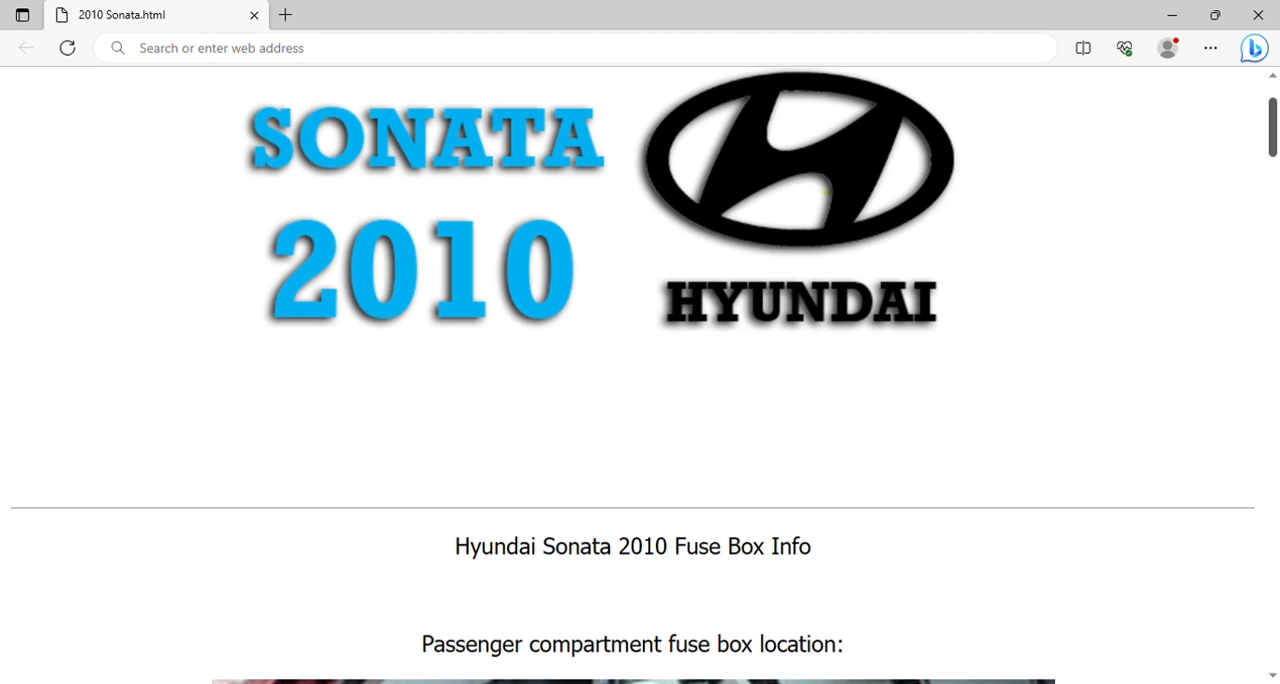 2010 Sonata.html
Search or enter web address
SONATA
2010
HYUNDAI
Hyundai Sonata 2010 Fuse Box Info
Passenger compartment fuse box location: